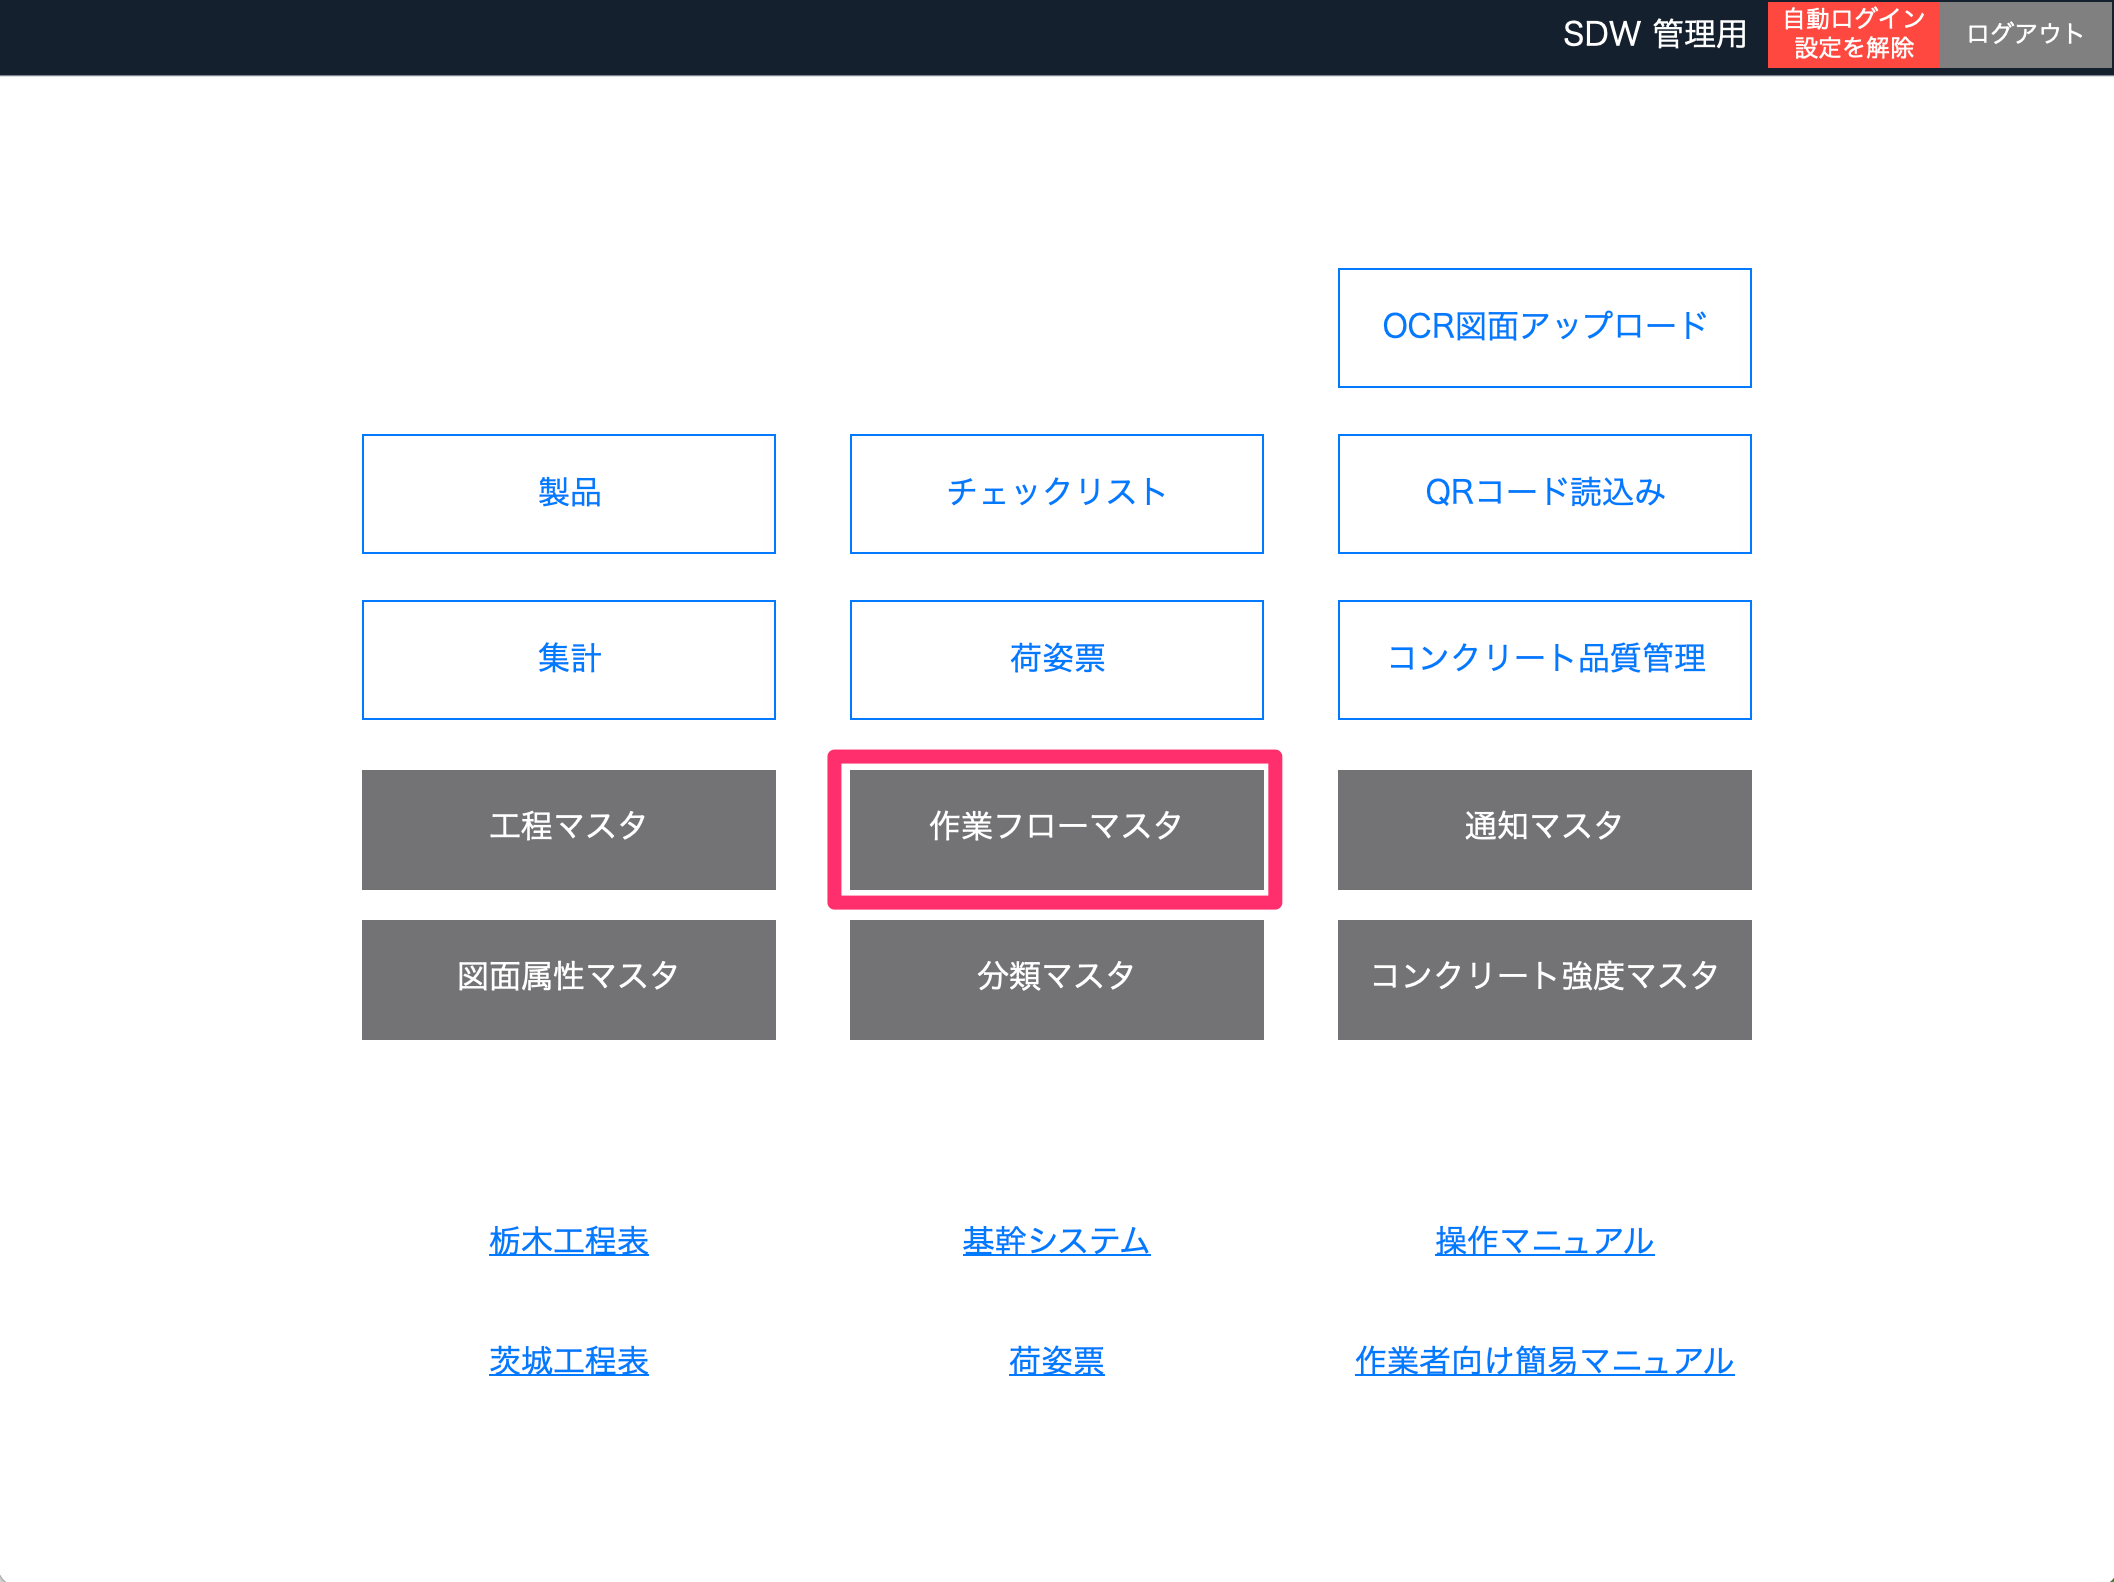 SDW 管理用
自動ログイン
設定を解除
ログアウト
OCR図面アップロード
製品
チェックリスト
QRコード読込み
集計
荷姿票
コンクリート品質管理
工程マスタ
作業フローマスタ
通知マスタ
図面属性マスタ
分類マスタ
コンクリート強度マスタ
栃木工程表
基幹システム
操作マニュアル
茨城工程表
荷姿票
作業者向け簡易マニュアル